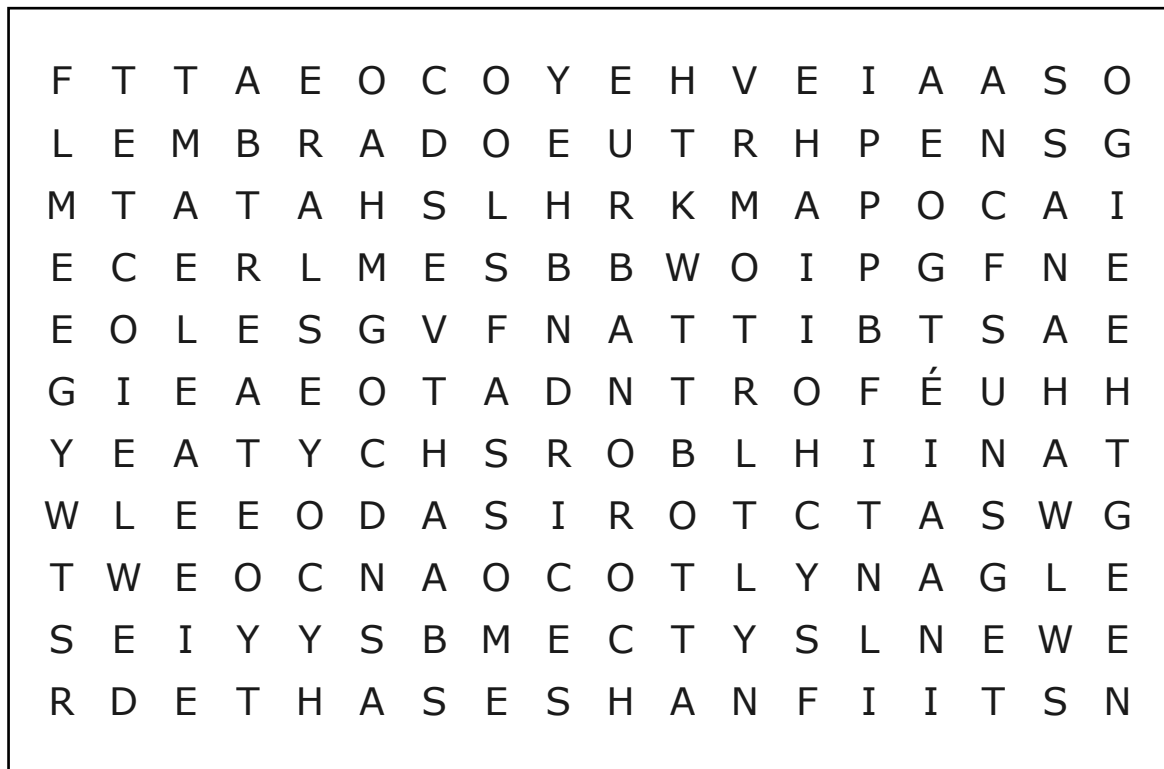 F T T A E O C O Y E H V E I A A S O
L E M B R A D O E U T R H P E N S G
M T A T A H S L H R K M A P O C A I
E C E R L M E S B B W O I P G F N E
E O L E S G V F N A T T I B T S A E
G I E A E O T A D N T R O F É U H H
Y E A T Y C H S R O B L H I I N A T
W L E E O D A S I R O T C T A S W G
T W E O C N A O C O T L Y N A G L E
S E I Y Y S B M E C T Y S L N E W E
R D E T H A S E S H A N F I I T S N